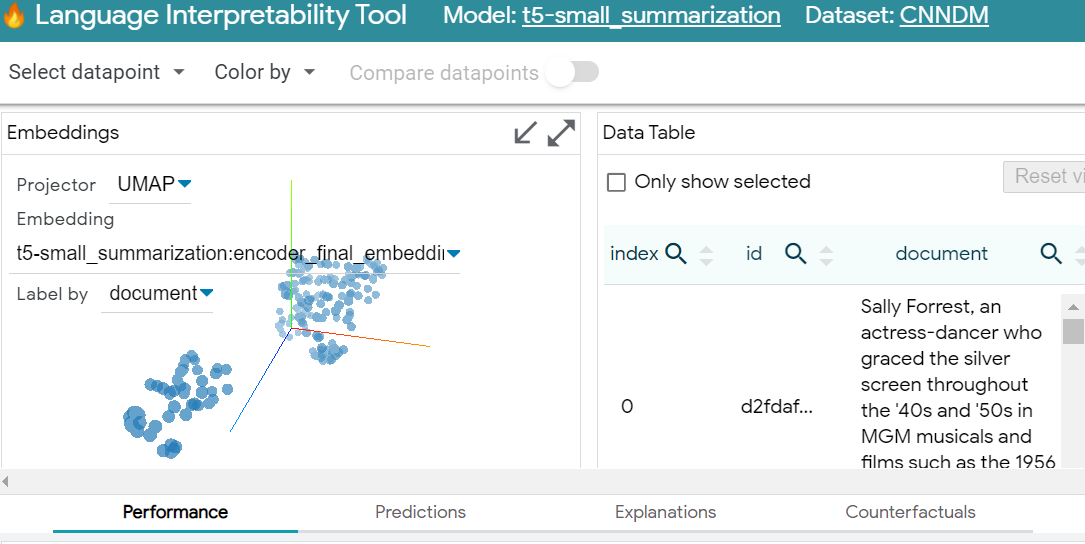 Language Interpretability Tool Model: t5-small_summarization Dataset: CNNDM
Select datapoint Color by Compare datapoints
Embeddings
Projector UMAP
Embedding
t5-small_summarization:encoder_final_embeddin
Label by document
Data Table
Only show selected Reset vi
index id document
0 d2fdaf...
Sally Forrest, an
actress-dancer who
graced the silver
screen throughout
the '40s and '50s in
MGM musicals and
films such as the 1956
Performance Predictions Explanations Counterfactuals